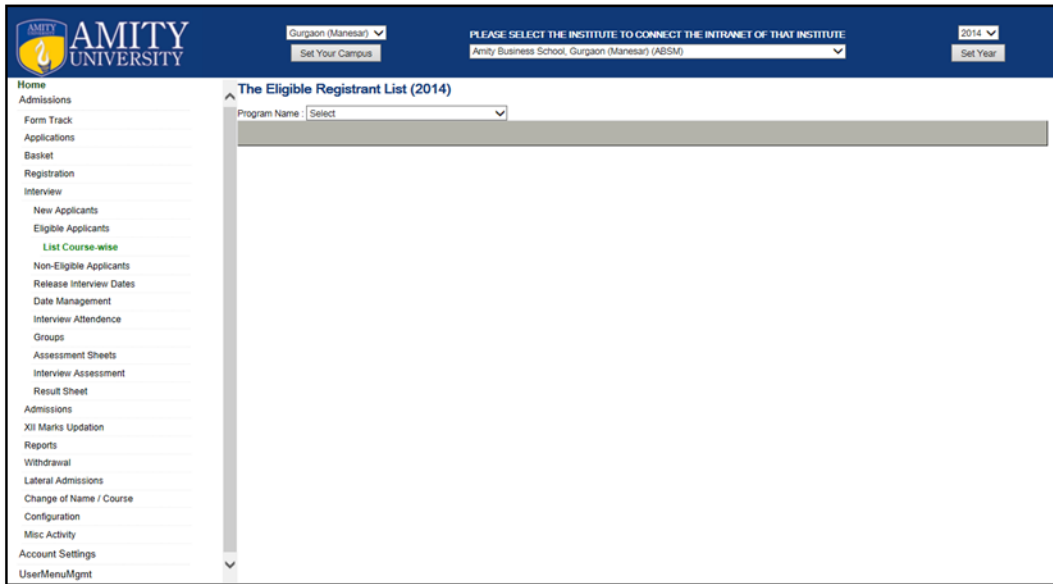 AMITY
AMITY
UNIVERSITY
Gurgaon (Manesar)
Set Your Campus
PLEASE SELECT THE INSTITUTE TO CONNECT THE INTRANET OF THAT INSTITUTE
Amity Business School, Gurgaon (Manesar) (ABSM)
2014
Set Year
Home
Admissions
Form Track
Applications
Basket
Registration
Interview
New Applicants
Eligible Applicants
List Course-wise
Non-Eligible Applicants
Release Interview Dates
Date Management
Interview Attendence
Groups
Assessment Sheets
Interview Assessment
Result Sheet
Admissions
XII Marks Updation
Reports
Withdrawal
Lateral Admissions
Change of Name / Course
Configuration
Misc Activity
Account Settings
UserMenuMgmt
The Eligible Registrant List (2014)
Program Name : Select